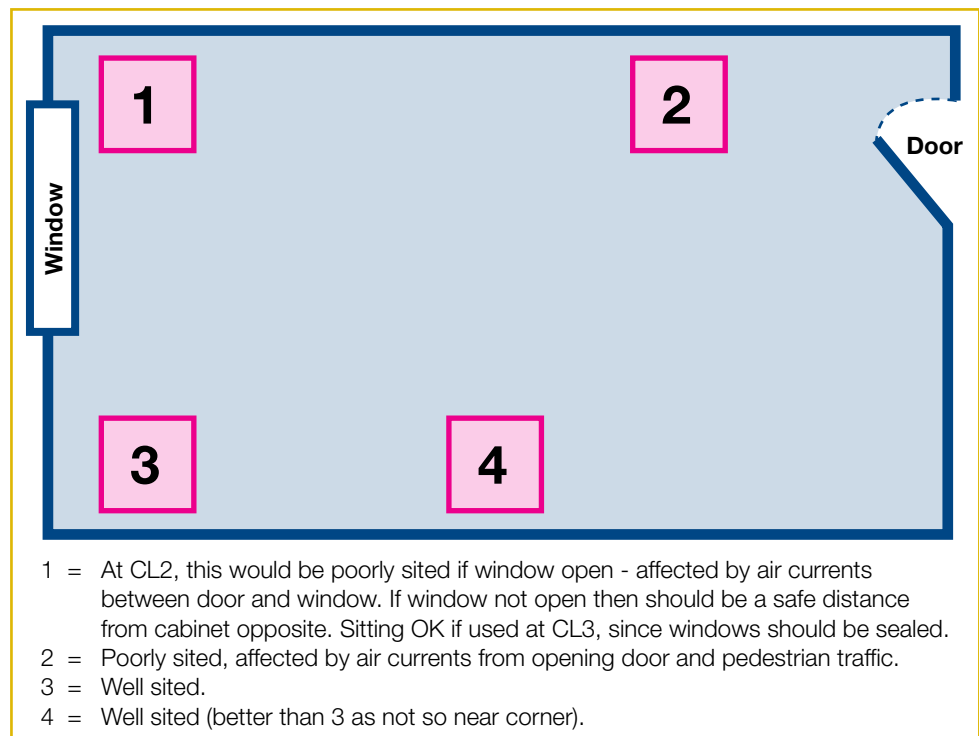 1
2
Door
Window
3
4
1 = At CL2, this would be poorly sited if window open - affected by air currents
between door and window. If window not open then should be a safe distance
from cabinet opposite. Sitting OK if used at CL3, since windows should be sealed.
2 = Poorly sited, affected by air currents from opening door and pedestrian traffic.
3 = Well sited.
4 = Well sited (better than 3 as not so near corner).